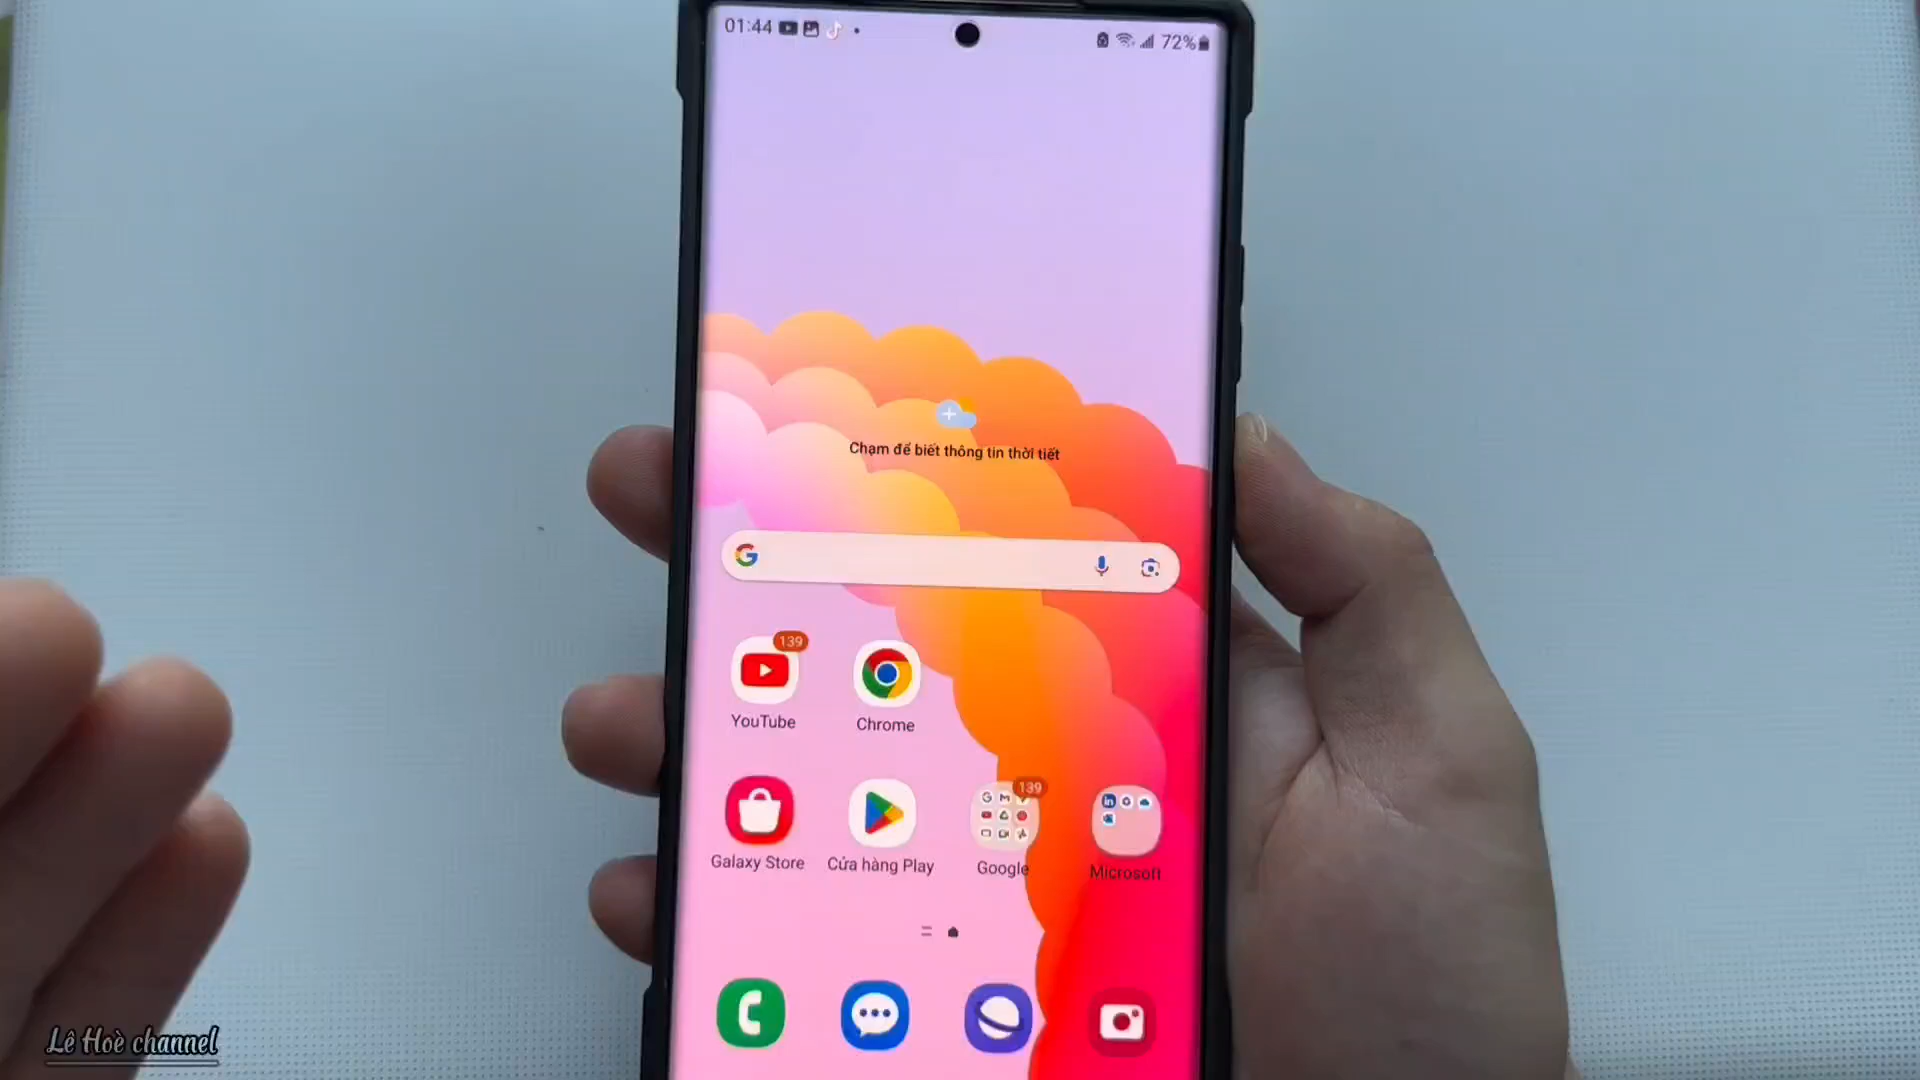 01:44
72%
Chạm để biết thông tin thời tiết
139
YouTube
Chrome
139
Galaxy Store
Cửa hàng Play
Google
Microsoft
Lê Hoè channel